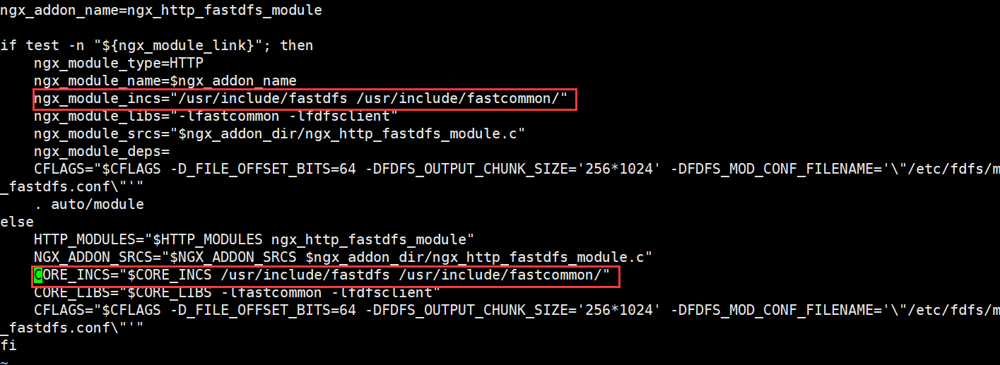 ngx_addon_name=ngx_http_fastdfs_module
if test -n "${ngx_module_link}"; then
ngx_module_type=HTTP
ngx_module_name=$ngx_addon_name
ngx_module_incs="/usr/include/fastdfs /usr/include/fastcommon/"
ngx_module_libs="-lfastcommon -lfdfsclient"
ngx_module_srcs="$ngx_addon_dir/ngx_http_fastdfs_module.c"
ngx_module_deps=
CFLAGS="$CFLAGS -D_FILE_OFFSET_BITS=64 -DFDFS_OUTPUT_CHUNK_SIZE='256*1024' -DFDFS_MOD_CONF_FILENAME='\"/etc/fdfs/m
_fastdfs.conf\"'"
. auto/module
else
HTTP_MODULES="$HTTP_MODULES ngx_http_fastdfs_module"
NGX_ADDON_SRCS="$NGX_ADDON_SRCS $ngx_addon_dir/ngx_http_fastdfs_module.c"
CORE_INCS="$CORE_INCS /usr/include/fastdfs /usr/include/fastcommon/"
CORE_LIBS="$CORE_LIBS -lfastcommon -lfdfsclient"
CFLAGS="$CFLAGS -D_FILE_OFFSET_BITS=64 -DFDFS_OUTPUT_CHUNK_SIZE='256*1024' -DFDFS_MOD_CONF_FILENAME='\"/etc/fdfs/m
_fastdfs.conf\"'"
fi
~